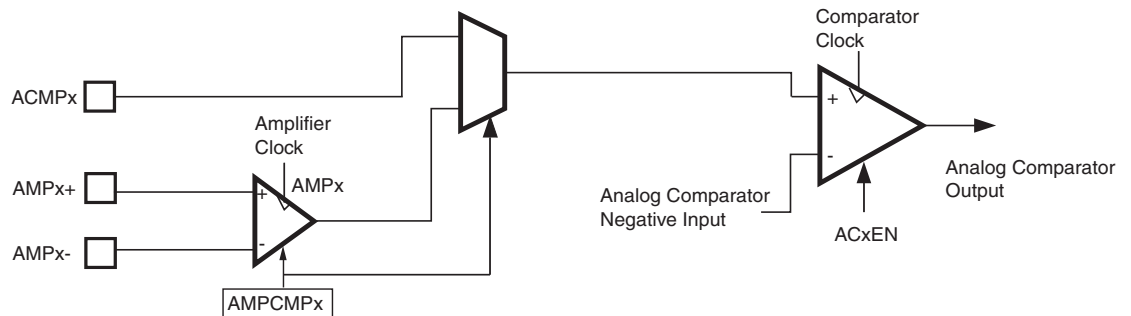 Comparator
Clock
ACMPx
+
Amplifier
Clock
-
Analog Comparator
Output
AMPx+
AMPx
+
Analog Comparator
Negative Input
ACxEN
AMPx-
-
AMPCMPx